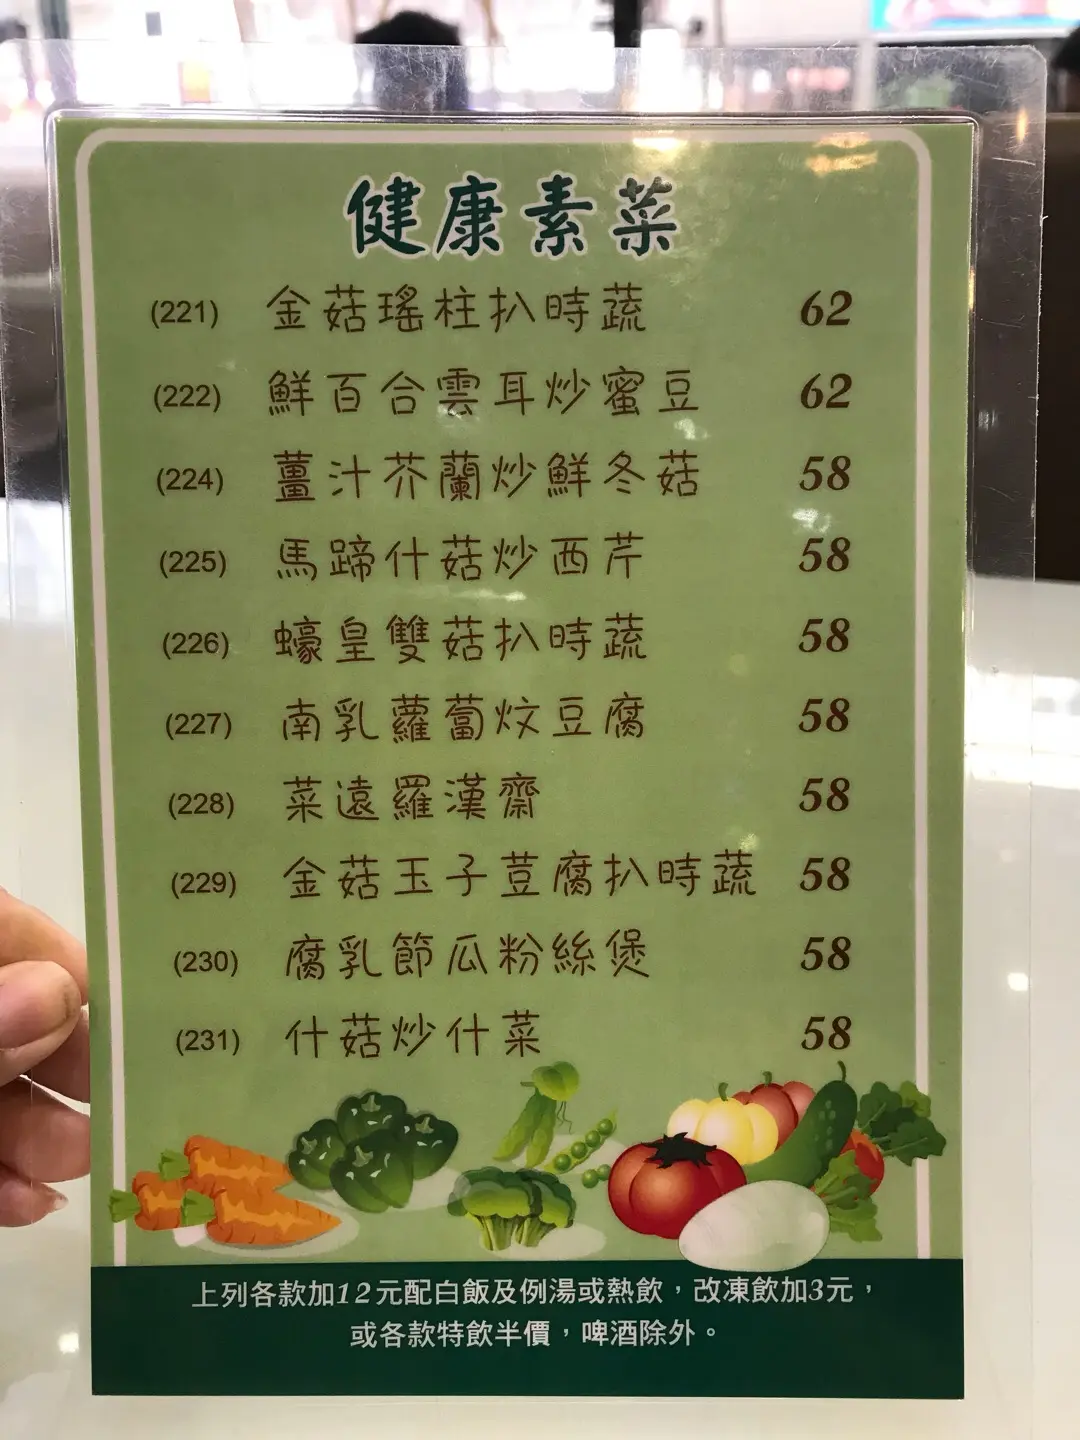 健康素菜
(221) 金菇瑤柱扒時蔬 62
(222) 鮮百合雲耳炒蜜豆 62
(224) 薑汁芥蘭炒鮮冬菇 58
(225) 馬蹄什菇炒西芹 58
(226) 蠔皇雙菇扒時蔬 58
(227) 南乳蘿蔔炆豆腐 58
(228) 菜遠羅漢齋 58
(229) 金菇玉子荳腐扒時蔬 58
(230) 腐乳節瓜粉絲煲 58
(231) 什菇炒什菜 58
上列各款加12元配白飯及例湯或熱飲，改凍飲加3元，
或各款特飲半價，啤酒除外。